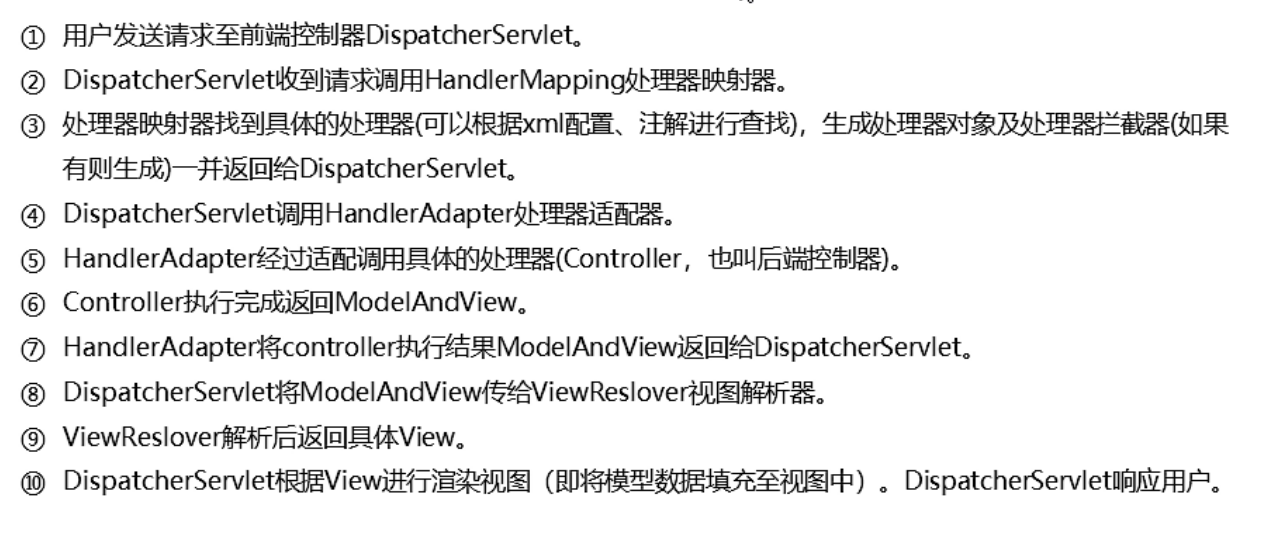 ① 用户发送请求至前端控制器DispatcherServlet。
② DispatcherServlet收到请求调用HandlerMapping处理器映射器。
③ 处理器映射器找到具体的处理器(可以根据xml配置、注解进行查找)，生成处理器对象及处理器拦截器(如果
有则生成)一并返回给DispatcherServlet。
④ DispatcherServlet调用HandlerAdapter处理器适配器。
⑤ HandlerAdapter经过适配调用具体的处理器(Controller，也叫后端控制器)。
⑥ Controller执行完成返回ModelAndView。
⑦ HandlerAdapter将controller执行结果ModelAndView返回给DispatcherServlet。
⑧ DispatcherServlet将ModelAndView传给ViewReslover视图解析器。
⑨ ViewReslover解析后返回具体View。
⑩ DispatcherServlet根据View进行渲染视图（即将模型数据填充至视图中）。DispatcherServlet响应用户。